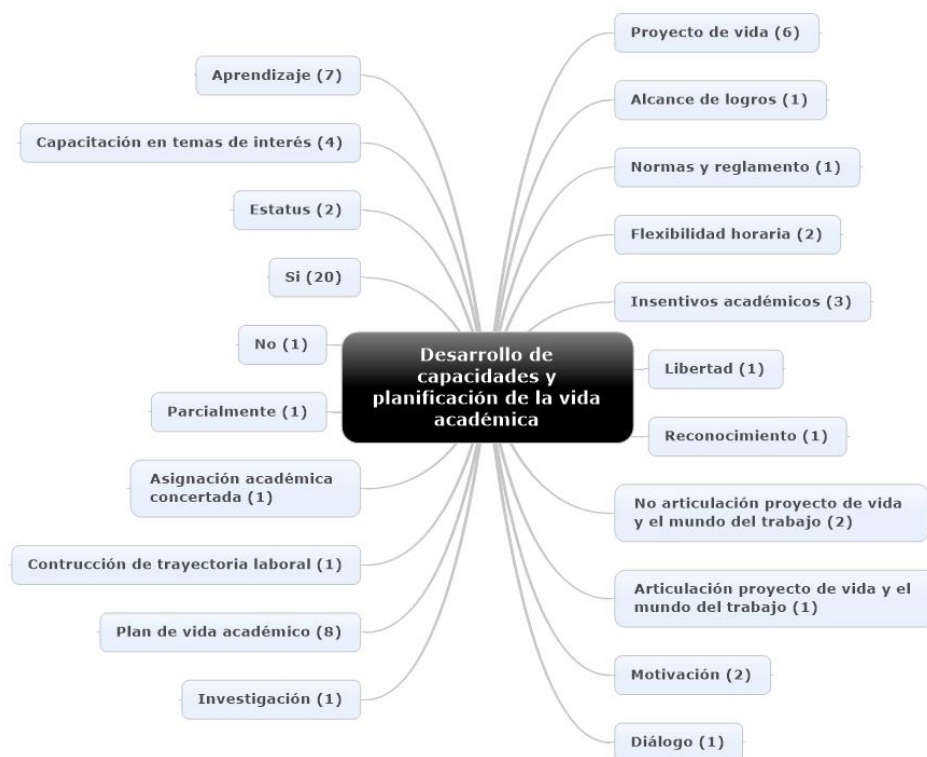 Aprendizaje (7)
Capacitación en temas de interés (4)
Estatus (2)
Si (20)
No (1)
Parcialmente (1)
Asignación académica
concertada (1)
Contrucción de trayectoria laboral (1)
Plan de vida académico (8)
Investigación (1)
Desarrollo de
capacidades y
planificación de la vida
académica
Proyecto de vida (6)
Alcance de logros (1)
Normas y reglamento (1)
Flexibilidad horaria (2)
Insentivos académicos (3)
Libertad (1)
Reconocimiento (1)
No articulación proyecto de vida
y el mundo del trabajo (2)
Articulación proyecto de vida y el
mundo del trabajo (1)
Motivación (2)
Diálogo (1)